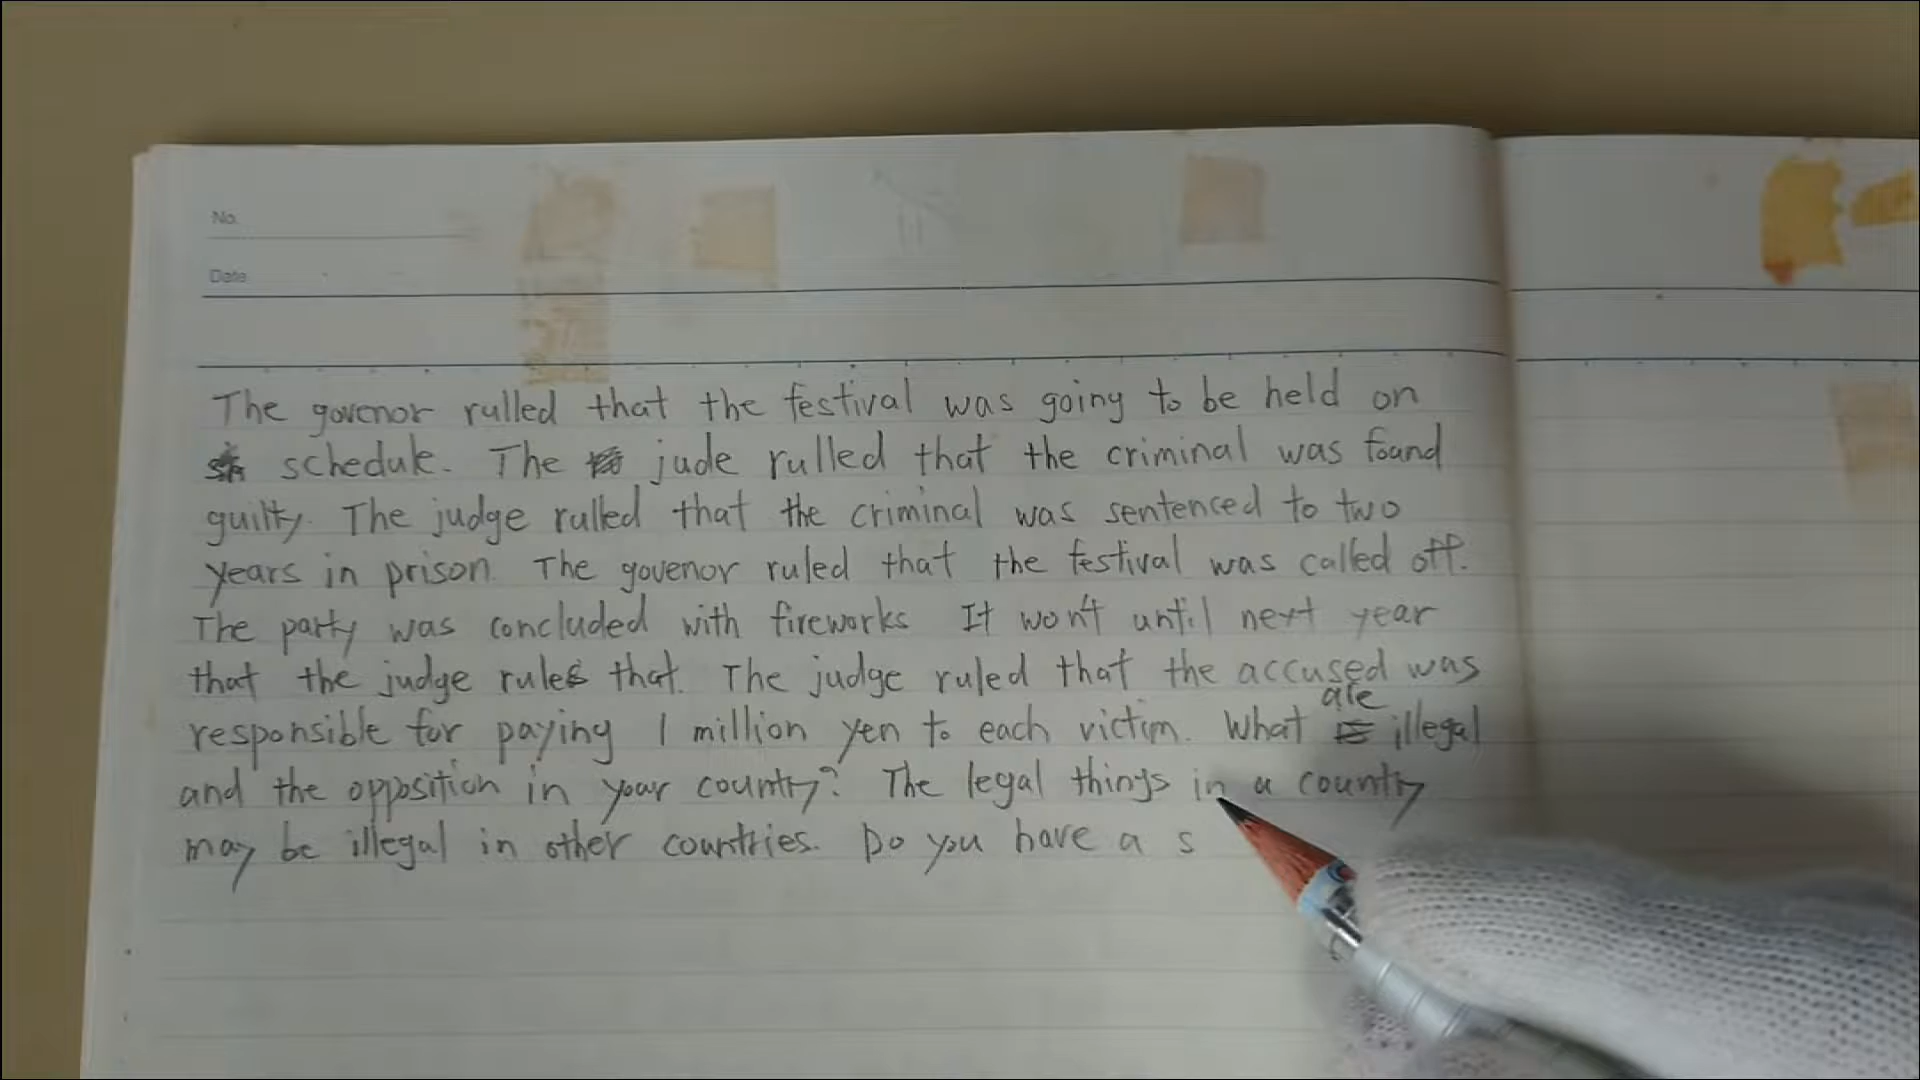 No.
Date
The govenor rulled that the festival was going to be held on
schedule. The jude rulled that the criminal was found
guilty. The judge rulled that the criminal was sentenced to two
years in prison. The govenor ruled that the festival was called off.
The party was concluded with fireworks It won't until next year
that the judge rules that. The judge ruled that the accused was
are
responsible for paying 1 million yen to each victim. What illegal
and the opposition in your county? The legal things in a county
may be illegal in other countries. Do you have a s